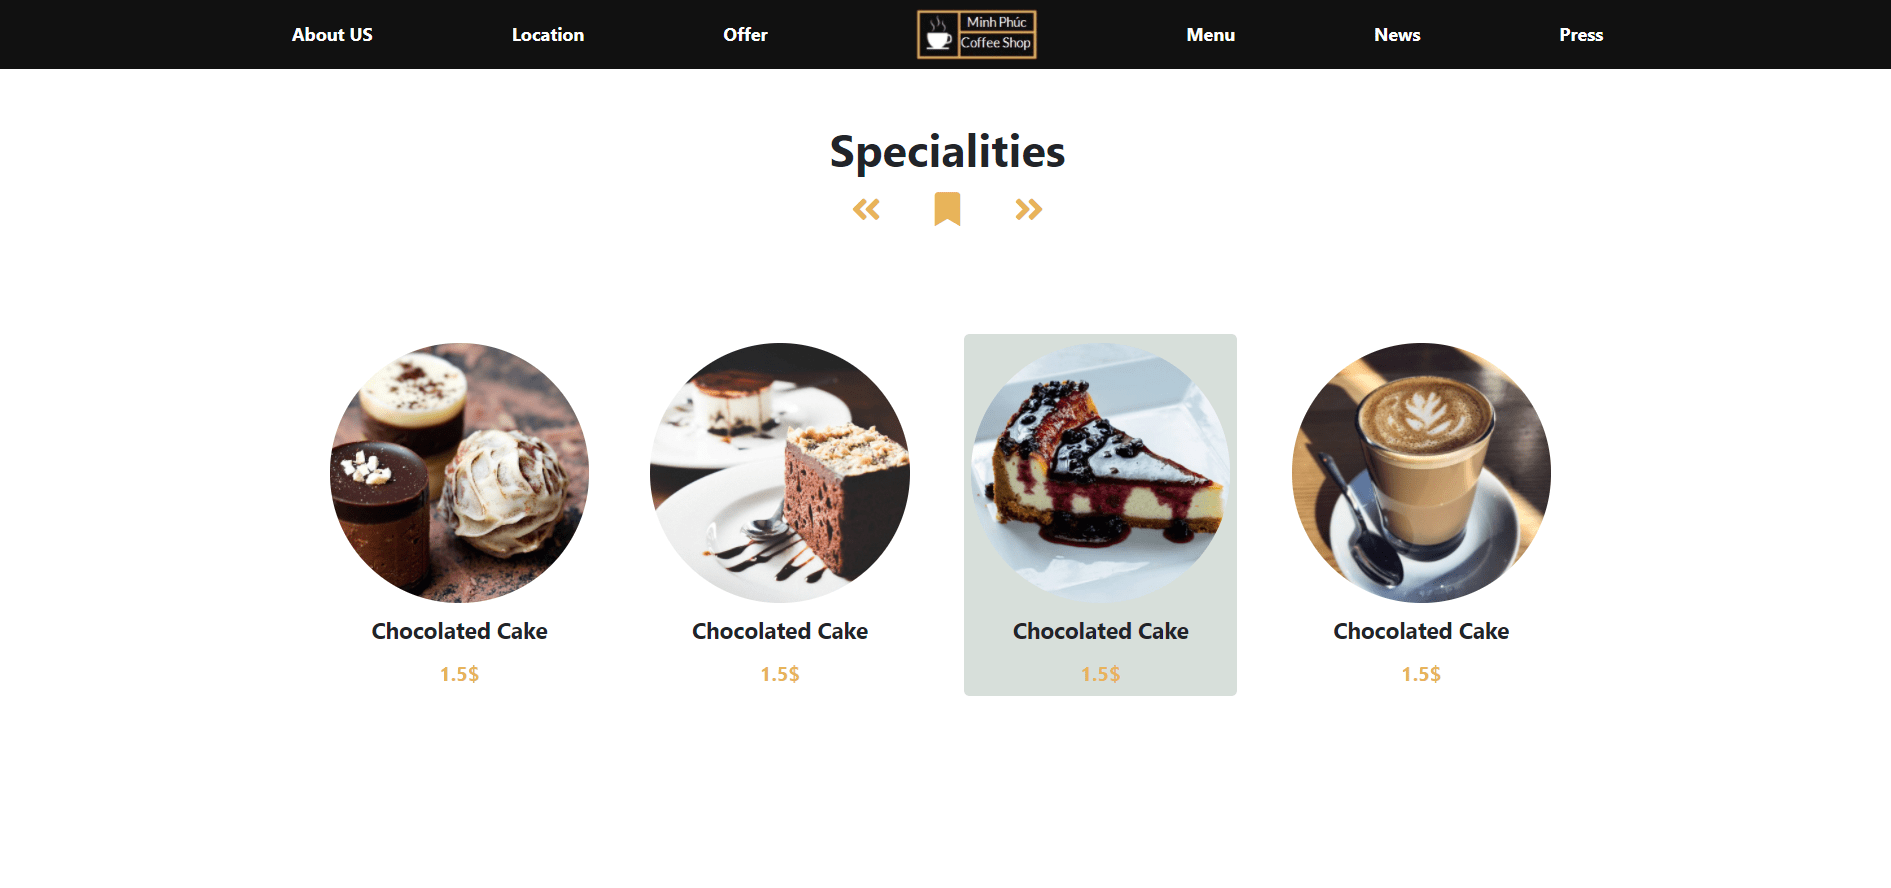 About US
Location
Offer
Minh Phúc
Coffee Shop
Menu
News
Press
Specialities
Chocolated Cake
1.5$
Chocolated Cake
1.5$
Chocolated Cake
1.5$
Chocolated Cake
1.5$